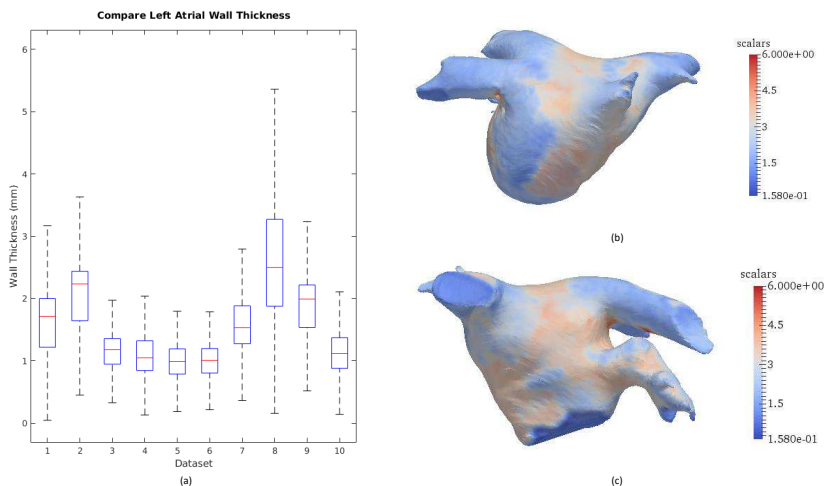 Compare Left Atrial Wall Thickness
6
5
4
3
2
1
0
Wall Thickness (mm)
1 2 3 4 5 6 7 8 9 10
Dataset
(a)
scalars
6.000e+00
4.5
3
1.5
1.580e-01
(b)
scalars
6.000e+00
4.5
3
1.5
1.580e-01
(c)